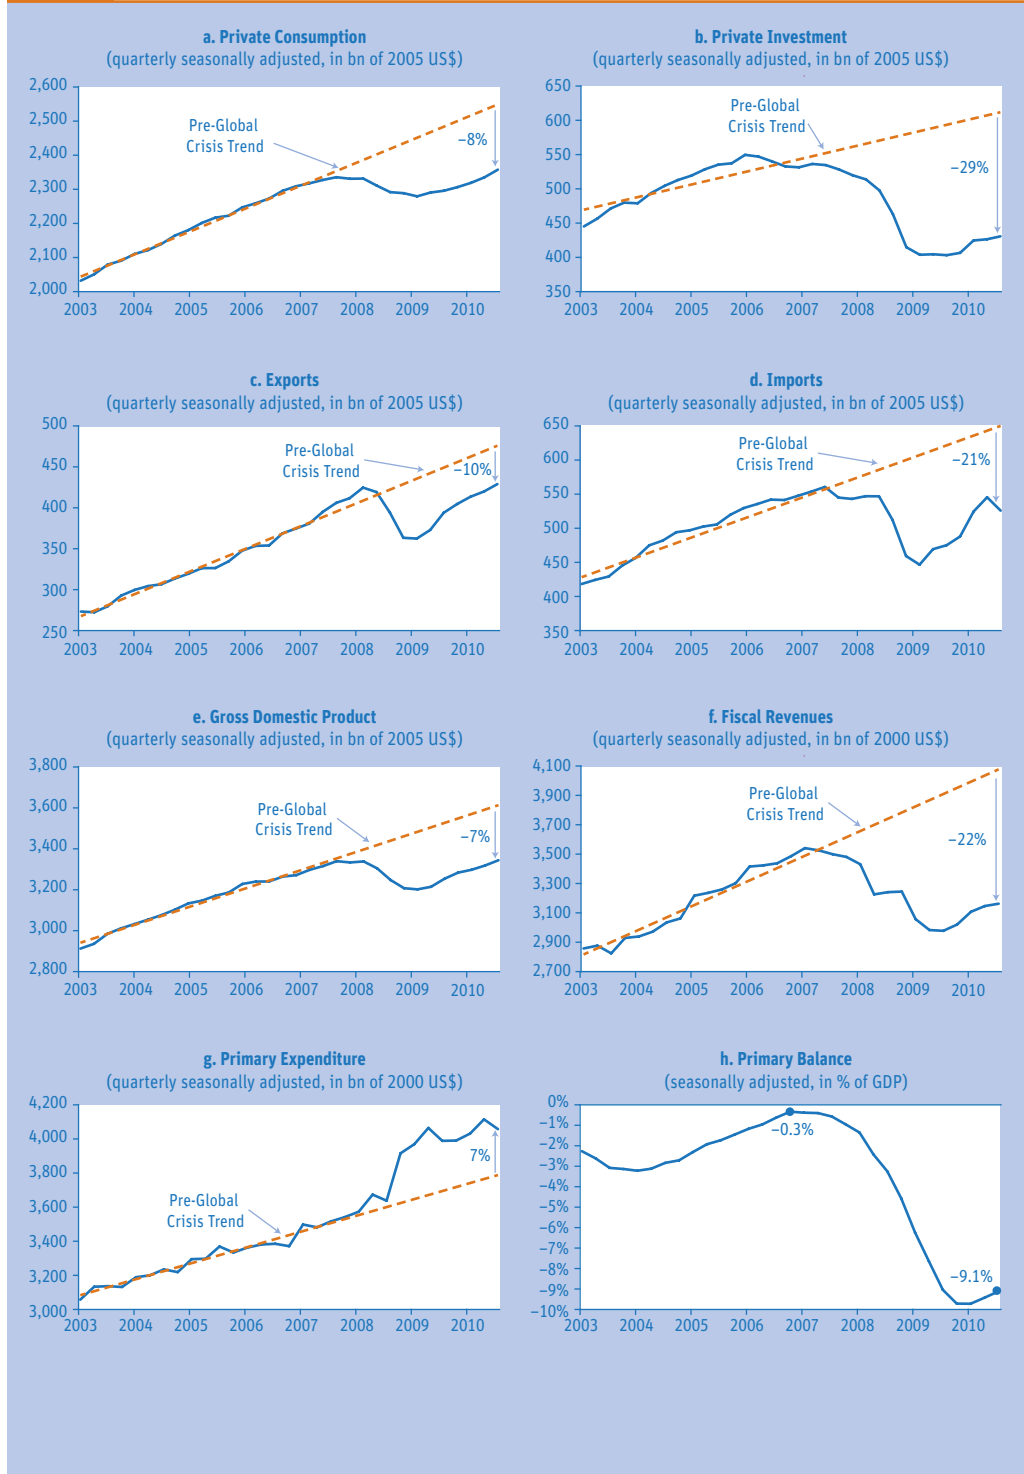 a. Private Consumption
(quarterly seasonally adjusted, in bn of 2005 US$)
2,600
2,500
2,400
2,300
2,200
2,100
2,000
Pre-Global
Crisis Trend
−8%
2003 2004 2005 2006 2007 2008 2009 2010
b. Private Investment
(quarterly seasonally adjusted, in bn of 2005 US$)
650
600
550
500
450
400
350
Pre-Global
Crisis Trend
−29%
2003 2004 2005 2006 2007 2008 2009 2010
c. Exports
(quarterly seasonally adjusted, in bn of 2005 US$)
500
450
400
350
300
250
Pre-Global
Crisis Trend
−10%
2003 2004 2005 2006 2007 2008 2009 2010
d. Imports
(quarterly seasonally adjusted, in bn of 2005 US$)
650
600
550
500
450
400
350
Pre-Global
Crisis Trend
−21%
2003 2004 2005 2006 2007 2008 2009 2010
e. Gross Domestic Product
(quarterly seasonally adjusted, in bn of 2005 US$)
3,800
3,600
3,400
3,200
3,000
2,800
Pre-Global
Crisis Trend
−7%
2003 2004 2005 2006 2007 2008 2009 2010
f. Fiscal Revenues
(quarterly seasonally adjusted, in bn of 2000 US$)
4,100
3,900
3,700
3,500
3,300
3,100
2,900
2,700
Pre-Global
Crisis Trend
−22%
2003 2004 2005 2006 2007 2008 2009 2010
g. Primary Expenditure
(quarterly seasonally adjusted, in bn of 2000 US$)
4,200
4,000
3,800
3,600
3,400
3,200
3,000
Pre-Global
Crisis Trend
7%
2003 2004 2005 2006 2007 2008 2009 2010
h. Primary Balance
(seasonally adjusted, in % of GDP)
0%
−1%
−2%
−3%
−4%
−5%
−6%
−7%
−8%
−9%
−10%
−0.3%
−9.1%
2003 2004 2005 2006 2007 2008 2009 2010